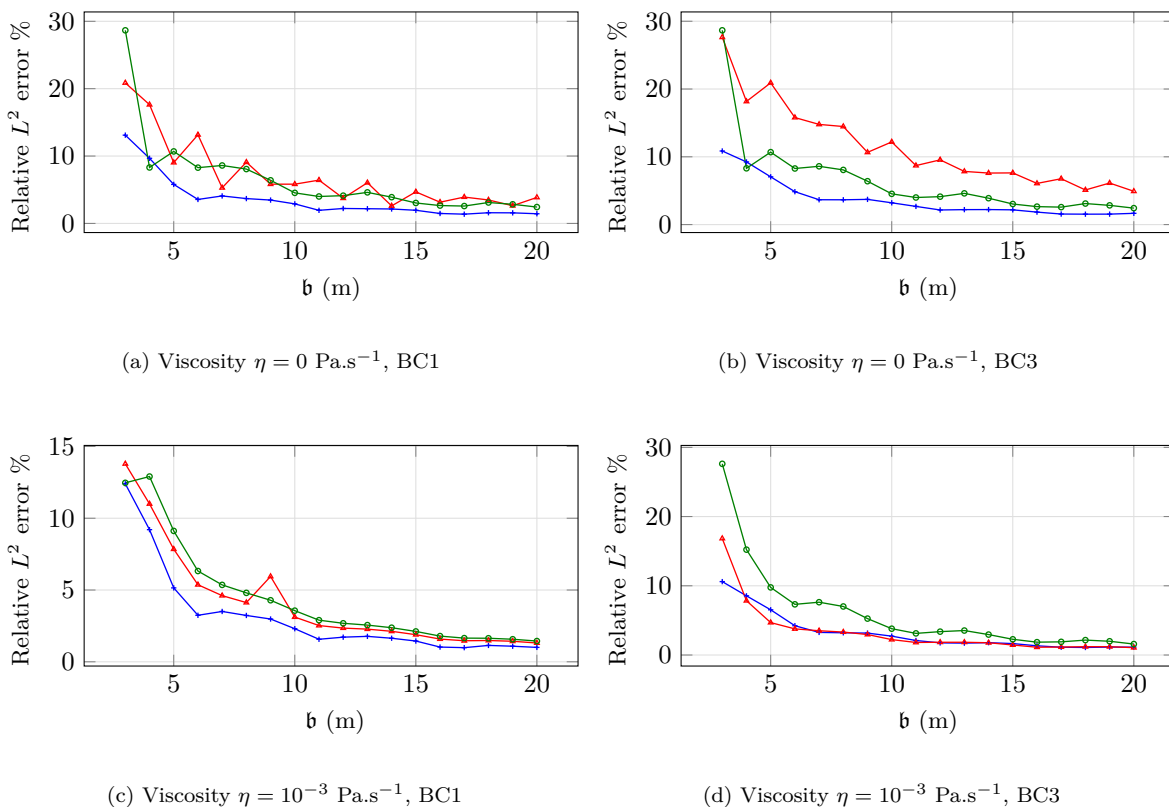 30
20
10
0
5
10
15
20
Relative L² error %
𝔟 (m)
(a) Viscosity η = 0 Pa.s⁻¹, BC1
30
20
10
0
5
10
15
20
Relative L² error %
𝔟 (m)
(b) Viscosity η = 0 Pa.s⁻¹, BC3
15
10
5
0
5
10
15
20
Relative L² error %
𝔟 (m)
(c) Viscosity η = 10⁻³ Pa.s⁻¹, BC1
30
20
10
0
5
10
15
20
Relative L² error %
𝔟 (m)
(d) Viscosity η = 10⁻³ Pa.s⁻¹, BC3